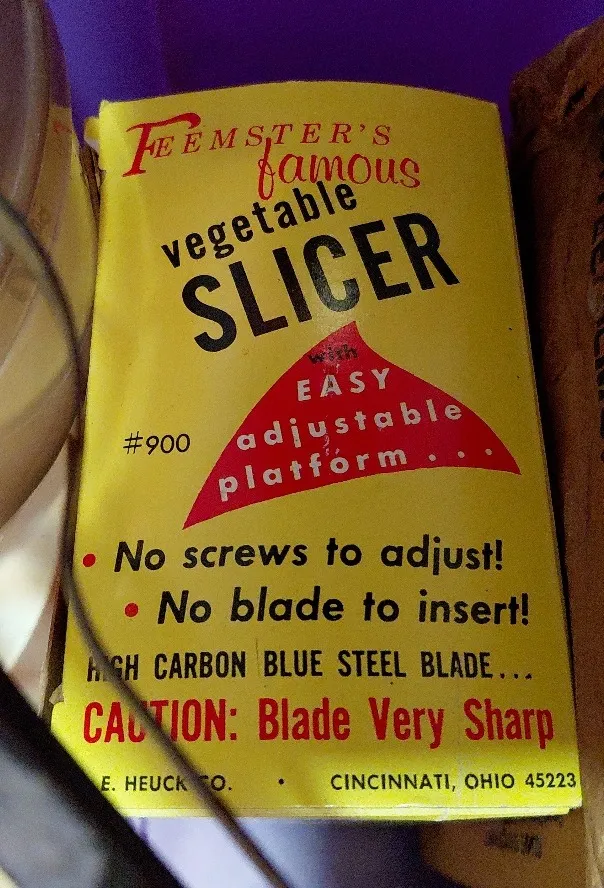 FEEMSTER'S
famous
vegetable
SLICER
with
EASY
adjustable
platform...
#900
• No screws to adjust!
• No blade to insert!
HIGH CARBON BLUE STEEL BLADE...
CAUTION: Blade Very Sharp
E. HEUCK CO. • CINCINNATI, OHIO 45223